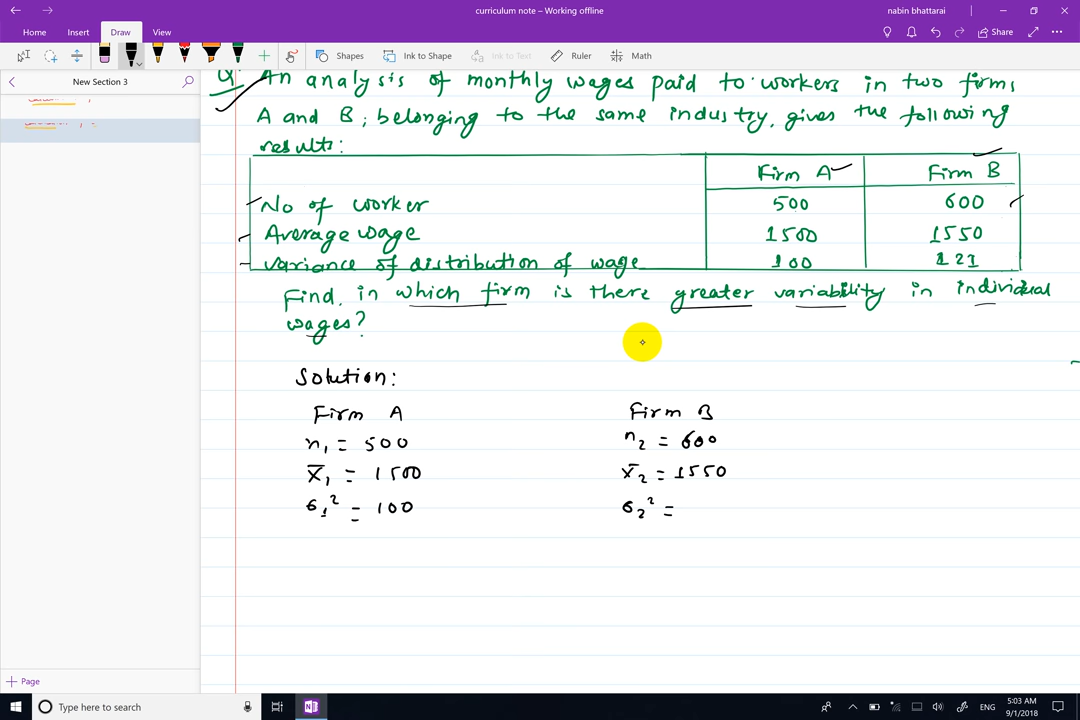 curriculum note – Working offline
nabin bhattarai
Home Insert Draw View
Share
Shapes Ink to Shape Ink to Text Ruler Math
New Section 3
Q. An analysis of monthly wages paid to workers in two firms,
A and B, belonging to the same industry, gives the following
results:
Firm A Firm B
No of worker 500 600
Average wage 1500 1550
variance of distribution of wage 100 121
Find, in which firm is there greater variability in individual
wages?
Solution:
Firm A Firm B
n₁ = 500 n₂ = 600
x̄₁ = 1500 x̄₂ = 1550
σ₁² = 100 σ₂² =
Page
Type here to search
5:03 AM
9/1/2018